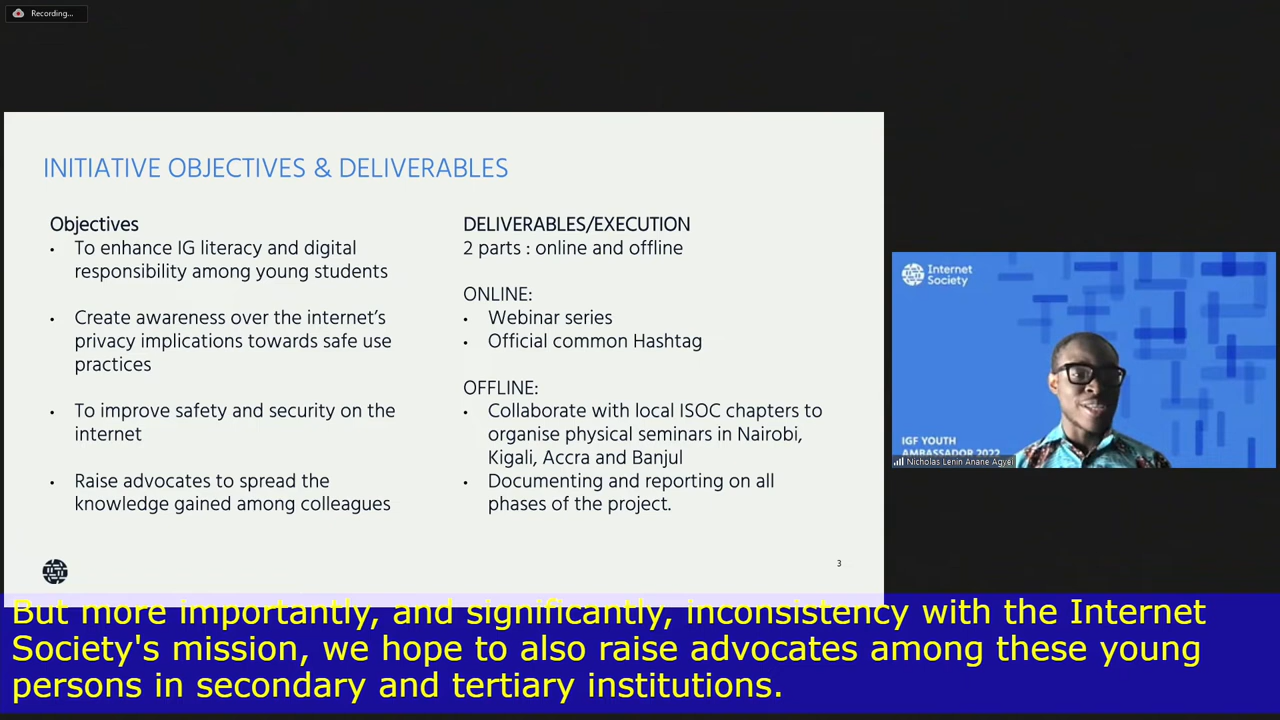 Recording...
INITIATIVE OBJECTIVES & DELIVERABLES
Objectives
• To enhance IG literacy and digital
responsibility among young students
• Create awareness over the internet's
privacy implications towards safe use
practices
• To improve safety and security on the
internet
• Raise advocates to spread the
knowledge gained among colleagues
DELIVERABLES/EXECUTION
2 parts : online and offline
ONLINE:
• Webinar series
• Official common Hashtag
OFFLINE:
• Collaborate with local ISOC chapters to
organise physical seminars in Nairobi,
Kigali, Accra and Banjul
• Documenting and reporting on all
phases of the project.
3
Internet
Society
IGF YOUTH
AMBASSADOR 2022
Nicholas Lenin Anane Agyei
But more importantly, and significantly, inconsistency with the Internet
Society's mission, we hope to also raise advocates among these young
persons in secondary and tertiary institutions.